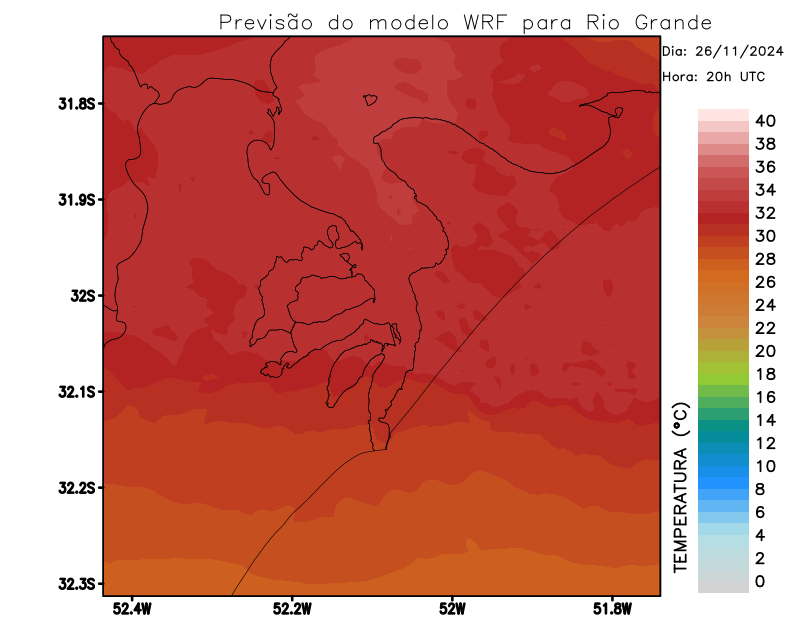 Previsão do modelo WRF para Rio Grande
Dia: 26/11/2024
Hora: 20h UTC
31.8S
31.9S
32S
32.1S
32.2S
32.3S
52.4W
52.2W
52W
51.8W
40
38
36
34
32
30
28
26
24
22
20
18
16
14
12
10
8
6
4
2
0
TEMPERATURA (°C)